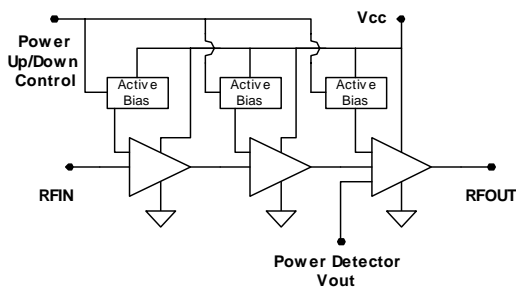 Power
Up/Down
Control
Vcc
Active
Bias
Active
Bias
Active
Bias
RFIN
RFOUT
Power Detector
Vout